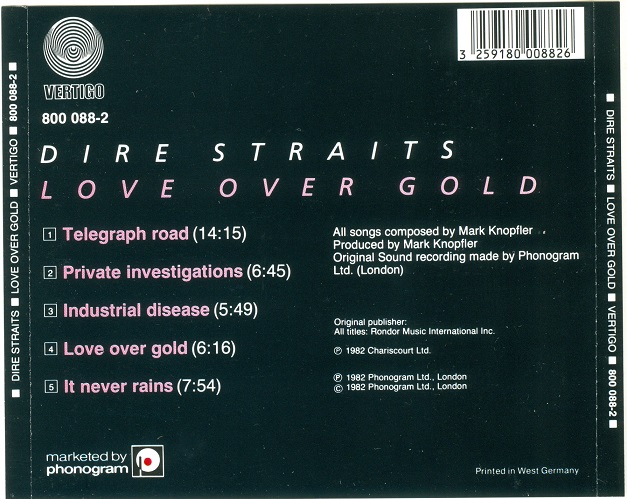 VERTIGO
800 088-2
3 259180 008826
DIRE STRAITS
LOVE OVER GOLD
1 Telegraph road (14:15)
2 Private investigations (6:45)
3 Industrial disease (5:49)
4 Love over gold (6:16)
5 It never rains (7:54)
All songs composed by Mark Knopfler
Produced by Mark Knopfler
Original Sound recording made by Phonogram
Ltd. (London)
Original publisher:
All titles: Rondor Music International Inc.
℗ 1982 Chariscourt Ltd.
℗ 1982 Phonogram Ltd., London
© 1982 Phonogram Ltd., London
marketed by
phonogram
Printed in West Germany
■ DIRE STRAITS ■ LOVE OVER GOLD ■ VERTIGO ■ 800 088-2 ■
■ DIRE STRAITS ■ LOVE OVER GOLD ■ VERTIGO ■ 800 088-2 ■